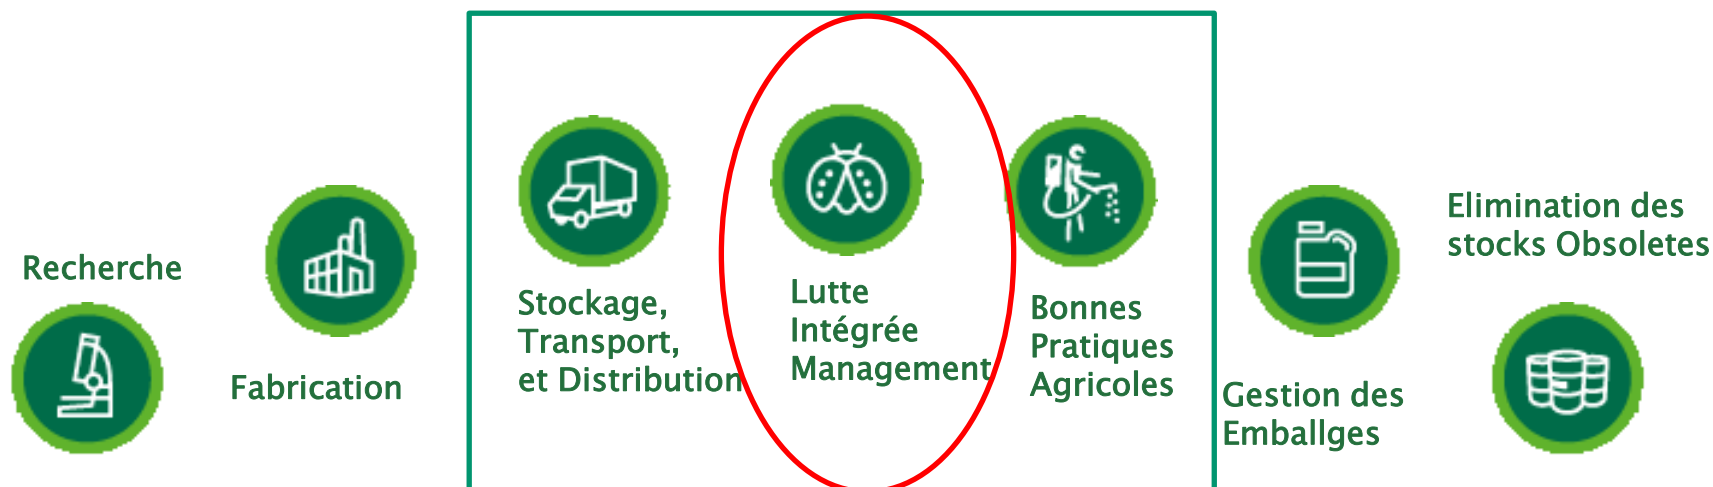 Recherche
Fabrication
Stockage,
Transport,
et Distribution
Lutte
Intégrée
Management
Bonnes
Pratiques
Agricoles
Gestion des
Emballges
Elimination des
stocks Obsoletes